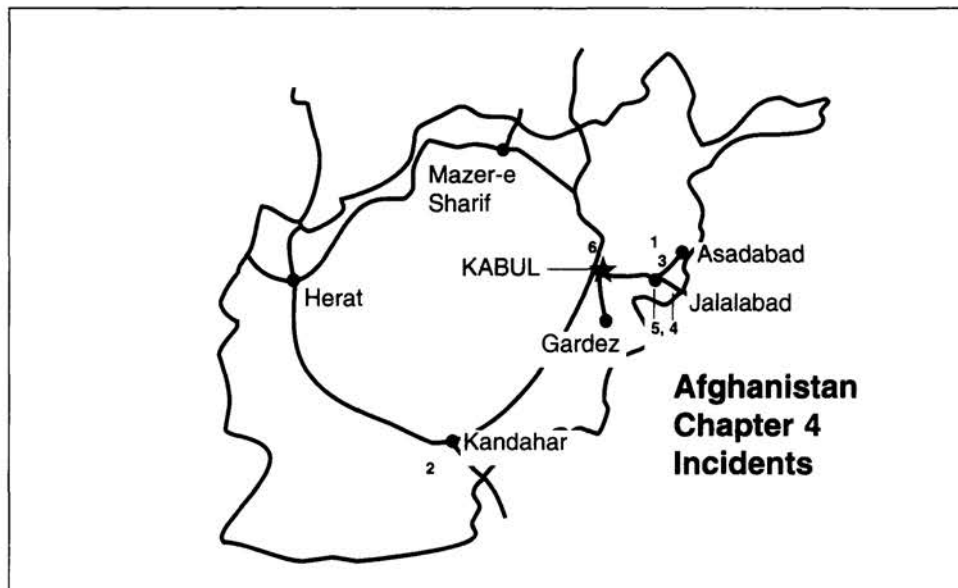 Mazer-e
Sharif
6
1
3
Asadabad
KABUL
Herat
Jalalabad
5, 4
Gardez
Afghanistan
Chapter 4
Incidents
Kandahar
2